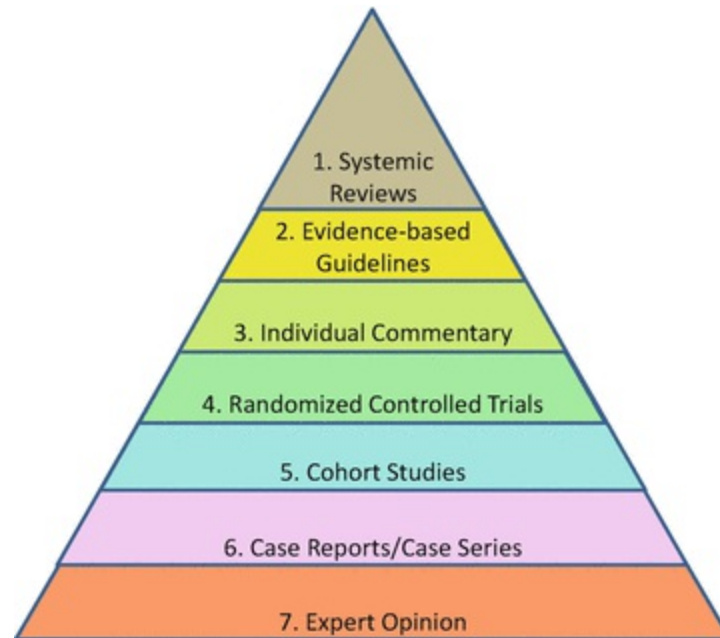 1. Systemic
Reviews
2. Evidence-based
Guidelines
3. Individual Commentary
4. Randomized Controlled Trials
5. Cohort Studies
6. Case Reports/Case Series
7. Expert Opinion